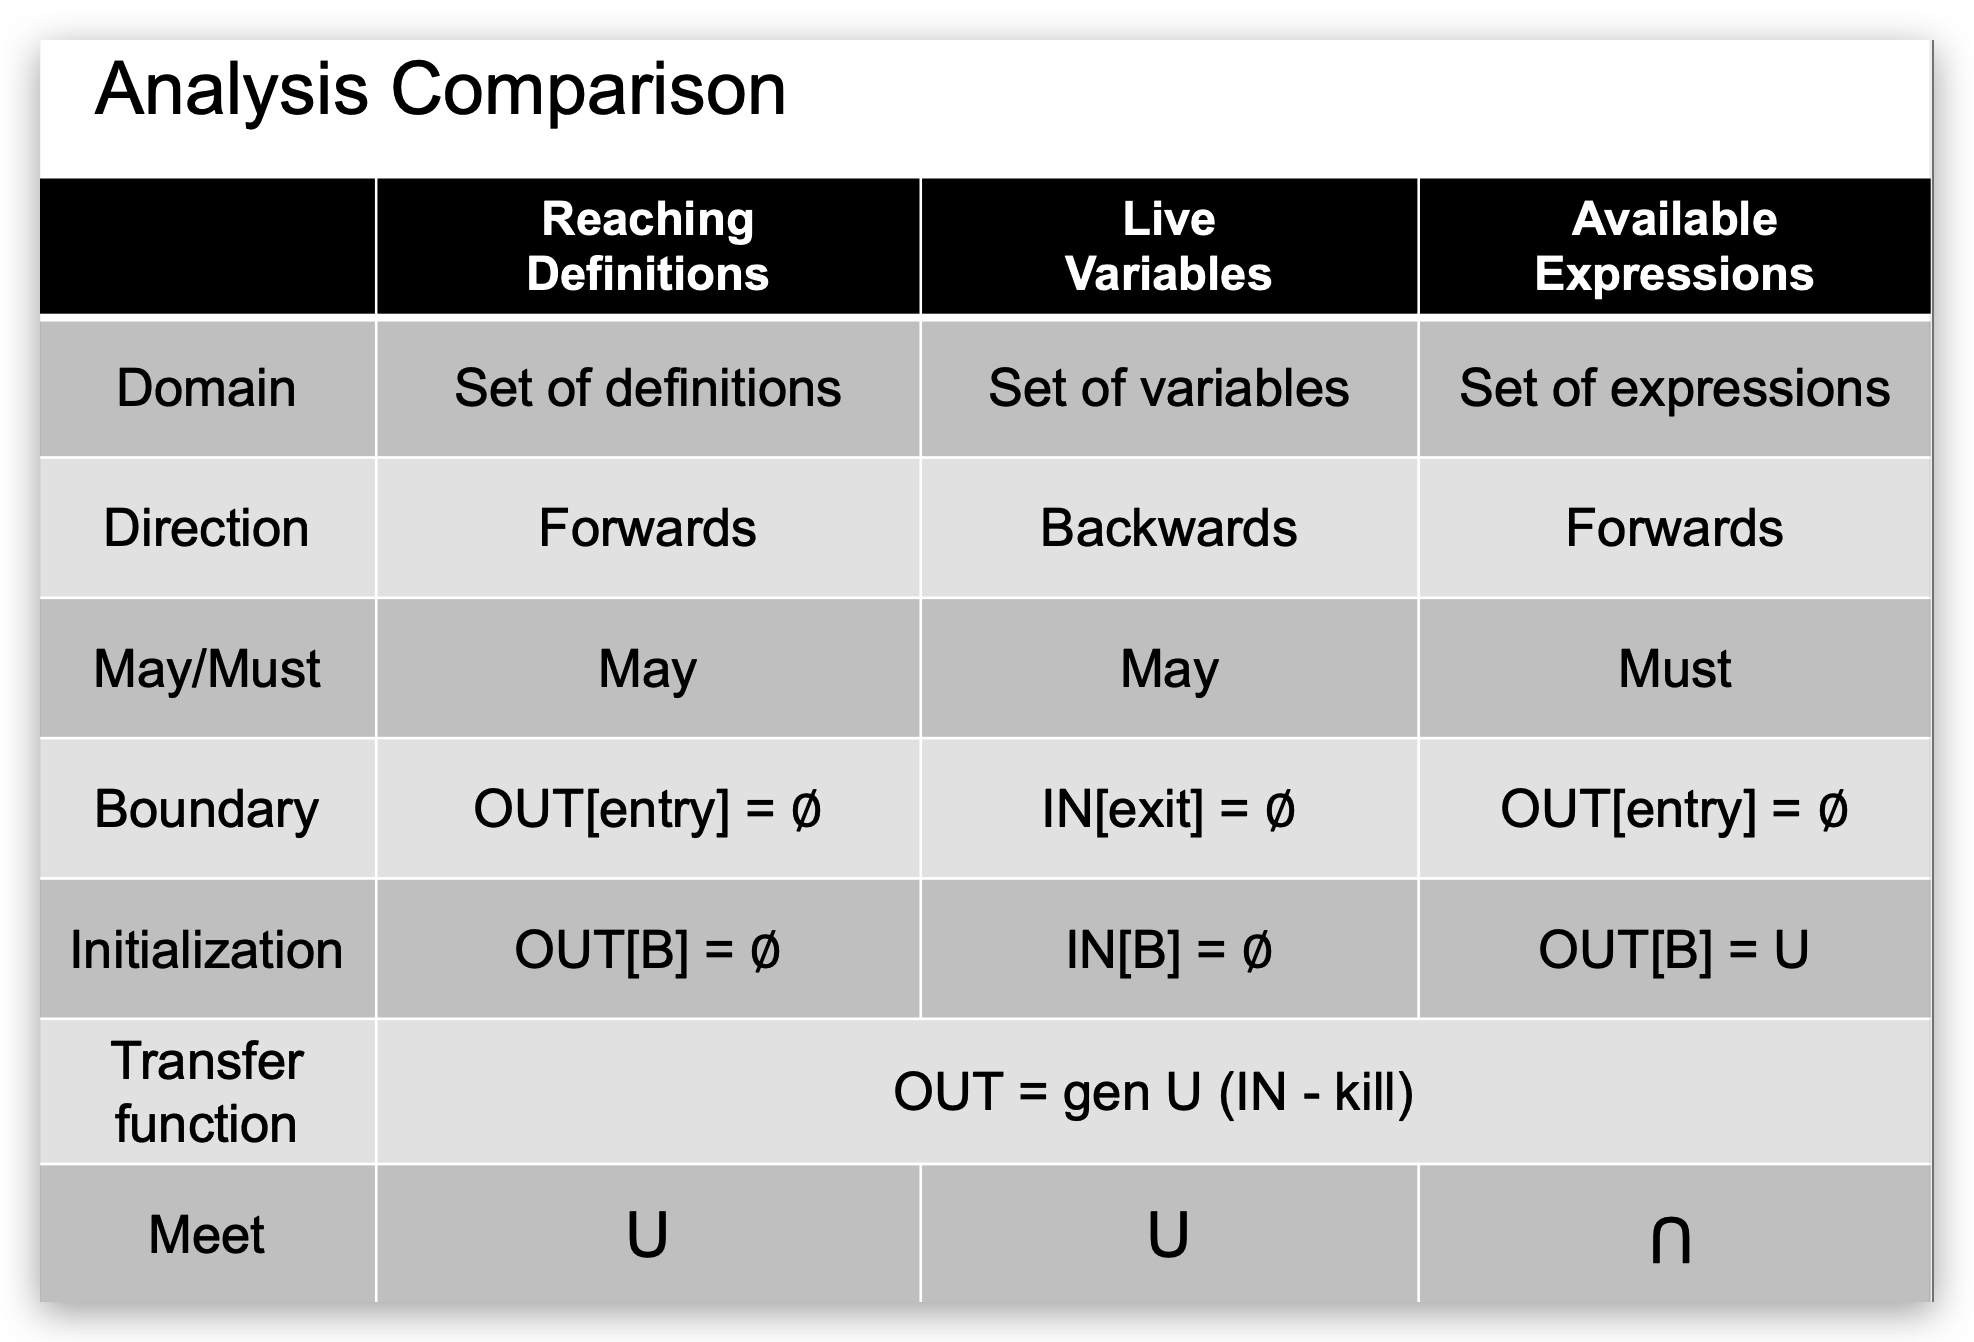 Analysis Comparison
Reaching Definitions
Live Variables
Available Expressions
Domain
Set of definitions
Set of variables
Set of expressions
Direction
Forwards
Backwards
Forwards
May/Must
May
May
Must
Boundary
OUT[entry] = ∅
IN[exit] = ∅
OUT[entry] = ∅
Initialization
OUT[B] = ∅
IN[B] = ∅
OUT[B] = U
Transfer function
OUT = gen U (IN - kill)
Meet
U
U
∩